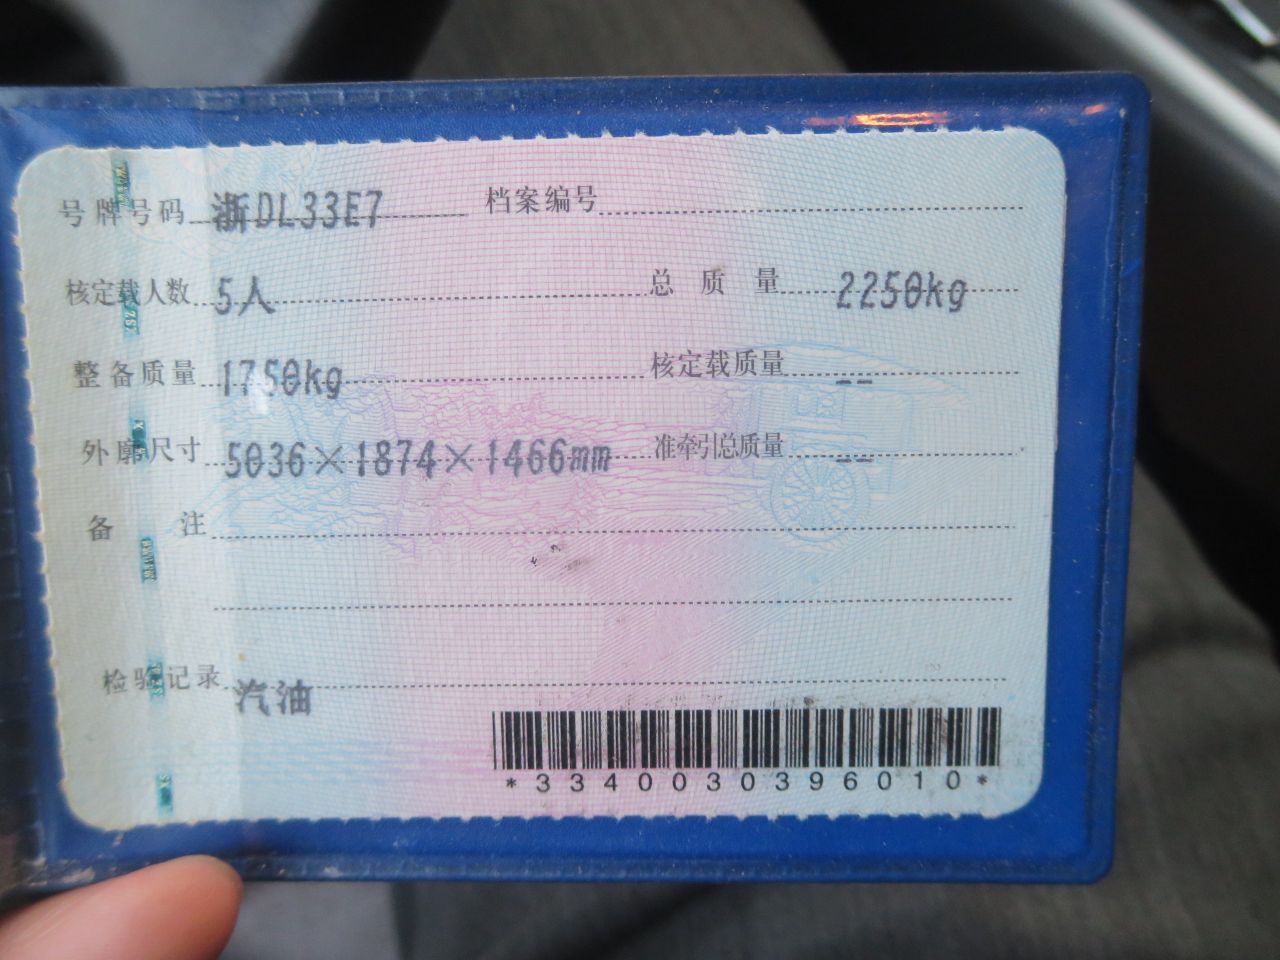 号牌号码 浙DL33E7 档案编号
核定载人数 5人 总质量 2250kg
整备质量 1750kg 核定载质量 --
外廓尺寸 5036×1874×1466mm 准牵引总质量 --
备注
检验记录 汽油
*3340030396010*